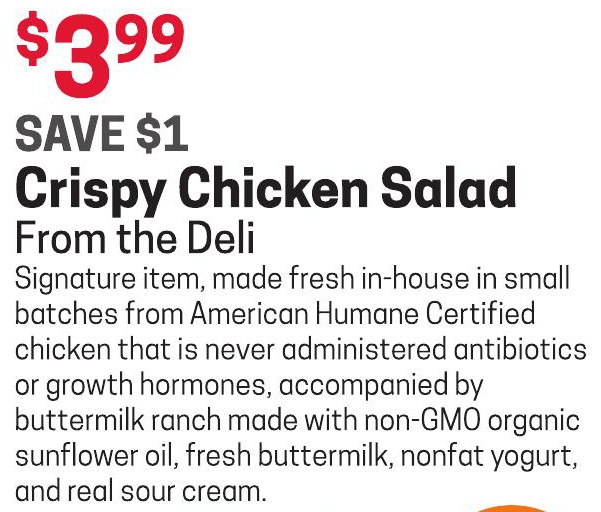 $3.99
SAVE $1
Crispy Chicken Salad
From the Deli
Signature item, made fresh in-house in small
batches from American Humane Certified
chicken that is never administered antibiotics
or growth hormones, accompanied by
buttermilk ranch made with non-GMO organic
sunflower oil, fresh buttermilk, nonfat yogurt,
and real sour cream.